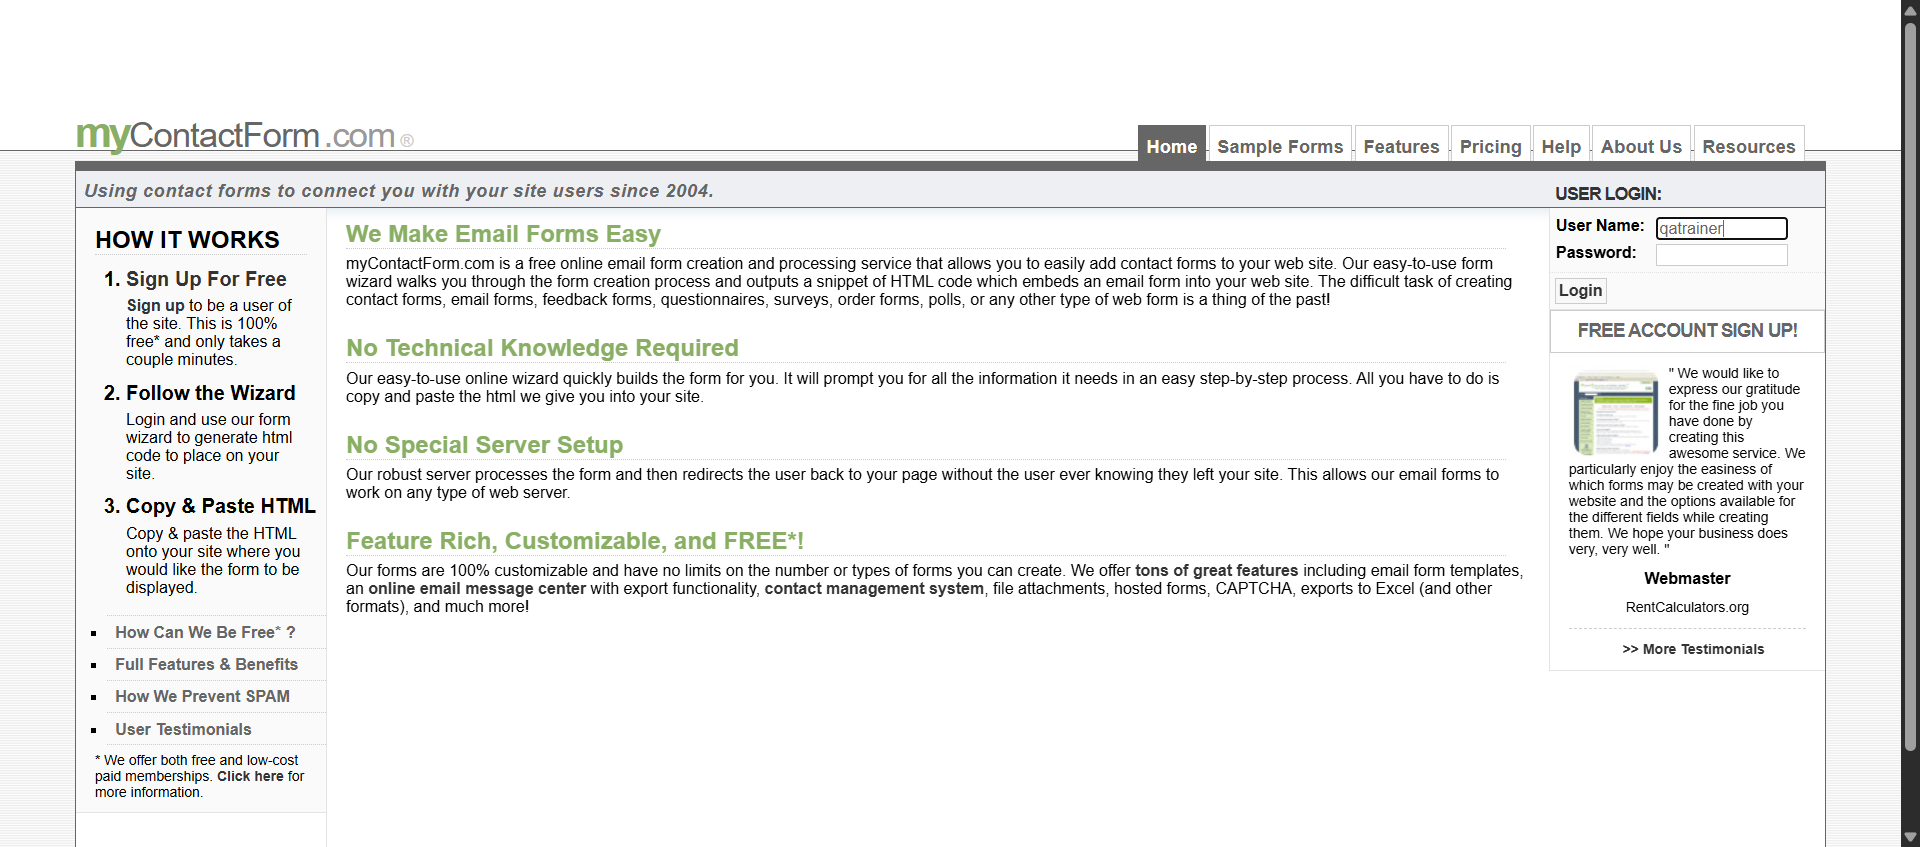 myContactForm.com®
Home
Sample Forms
Features
Pricing
Help
About Us
Resources
Using contact forms to connect you with your site users since 2004.
HOW IT WORKS
1. Sign Up For Free
Sign up to be a user of
the site. This is 100%
free* and only takes a
couple minutes.
2. Follow the Wizard
Login and use our form
wizard to generate html
code to place on your
site.
3. Copy & Paste HTML
Copy & paste the HTML
onto your site where you
would like the form to be
displayed.
How Can We Be Free* ?
Full Features & Benefits
How We Prevent SPAM
User Testimonials
* We offer both free and low-cost
paid memberships. Click here for
more information.
We Make Email Forms Easy
myContactForm.com is a free online email form creation and processing service that allows you to easily add contact forms to your web site. Our easy-to-use form
wizard walks you through the form creation process and outputs a snippet of HTML code which embeds an email form into your web site. The difficult task of creating
contact forms, email forms, feedback forms, questionnaires, surveys, order forms, polls, or any other type of web form is a thing of the past!
No Technical Knowledge Required
Our easy-to-use online wizard quickly builds the form for you. It will prompt you for all the information it needs in an easy step-by-step process. All you have to do is
copy and paste the html we give you into your site.
No Special Server Setup
Our robust server processes the form and then redirects the user back to your page without the user ever knowing they left your site. This allows our email forms to
work on any type of web server.
Feature Rich, Customizable, and FREE*!
Our forms are 100% customizable and have no limits on the number or types of forms you can create. We offer tons of great features including email form templates,
an online email message center with export functionality, contact management system, file attachments, hosted forms, CAPTCHA, exports to Excel (and other
formats), and much more!
USER LOGIN:
User Name: qatrainer
Password:
Login
FREE ACCOUNT SIGN UP!
" We would like to
express our gratitude
for the fine job you
have done by
creating this
awesome service. We
particularly enjoy the easiness of
which forms may be created with your
website and the options available for
the different fields while creating
them. We hope your business does
very, very well. "
Webmaster
RentCalculators.org
>> More Testimonials